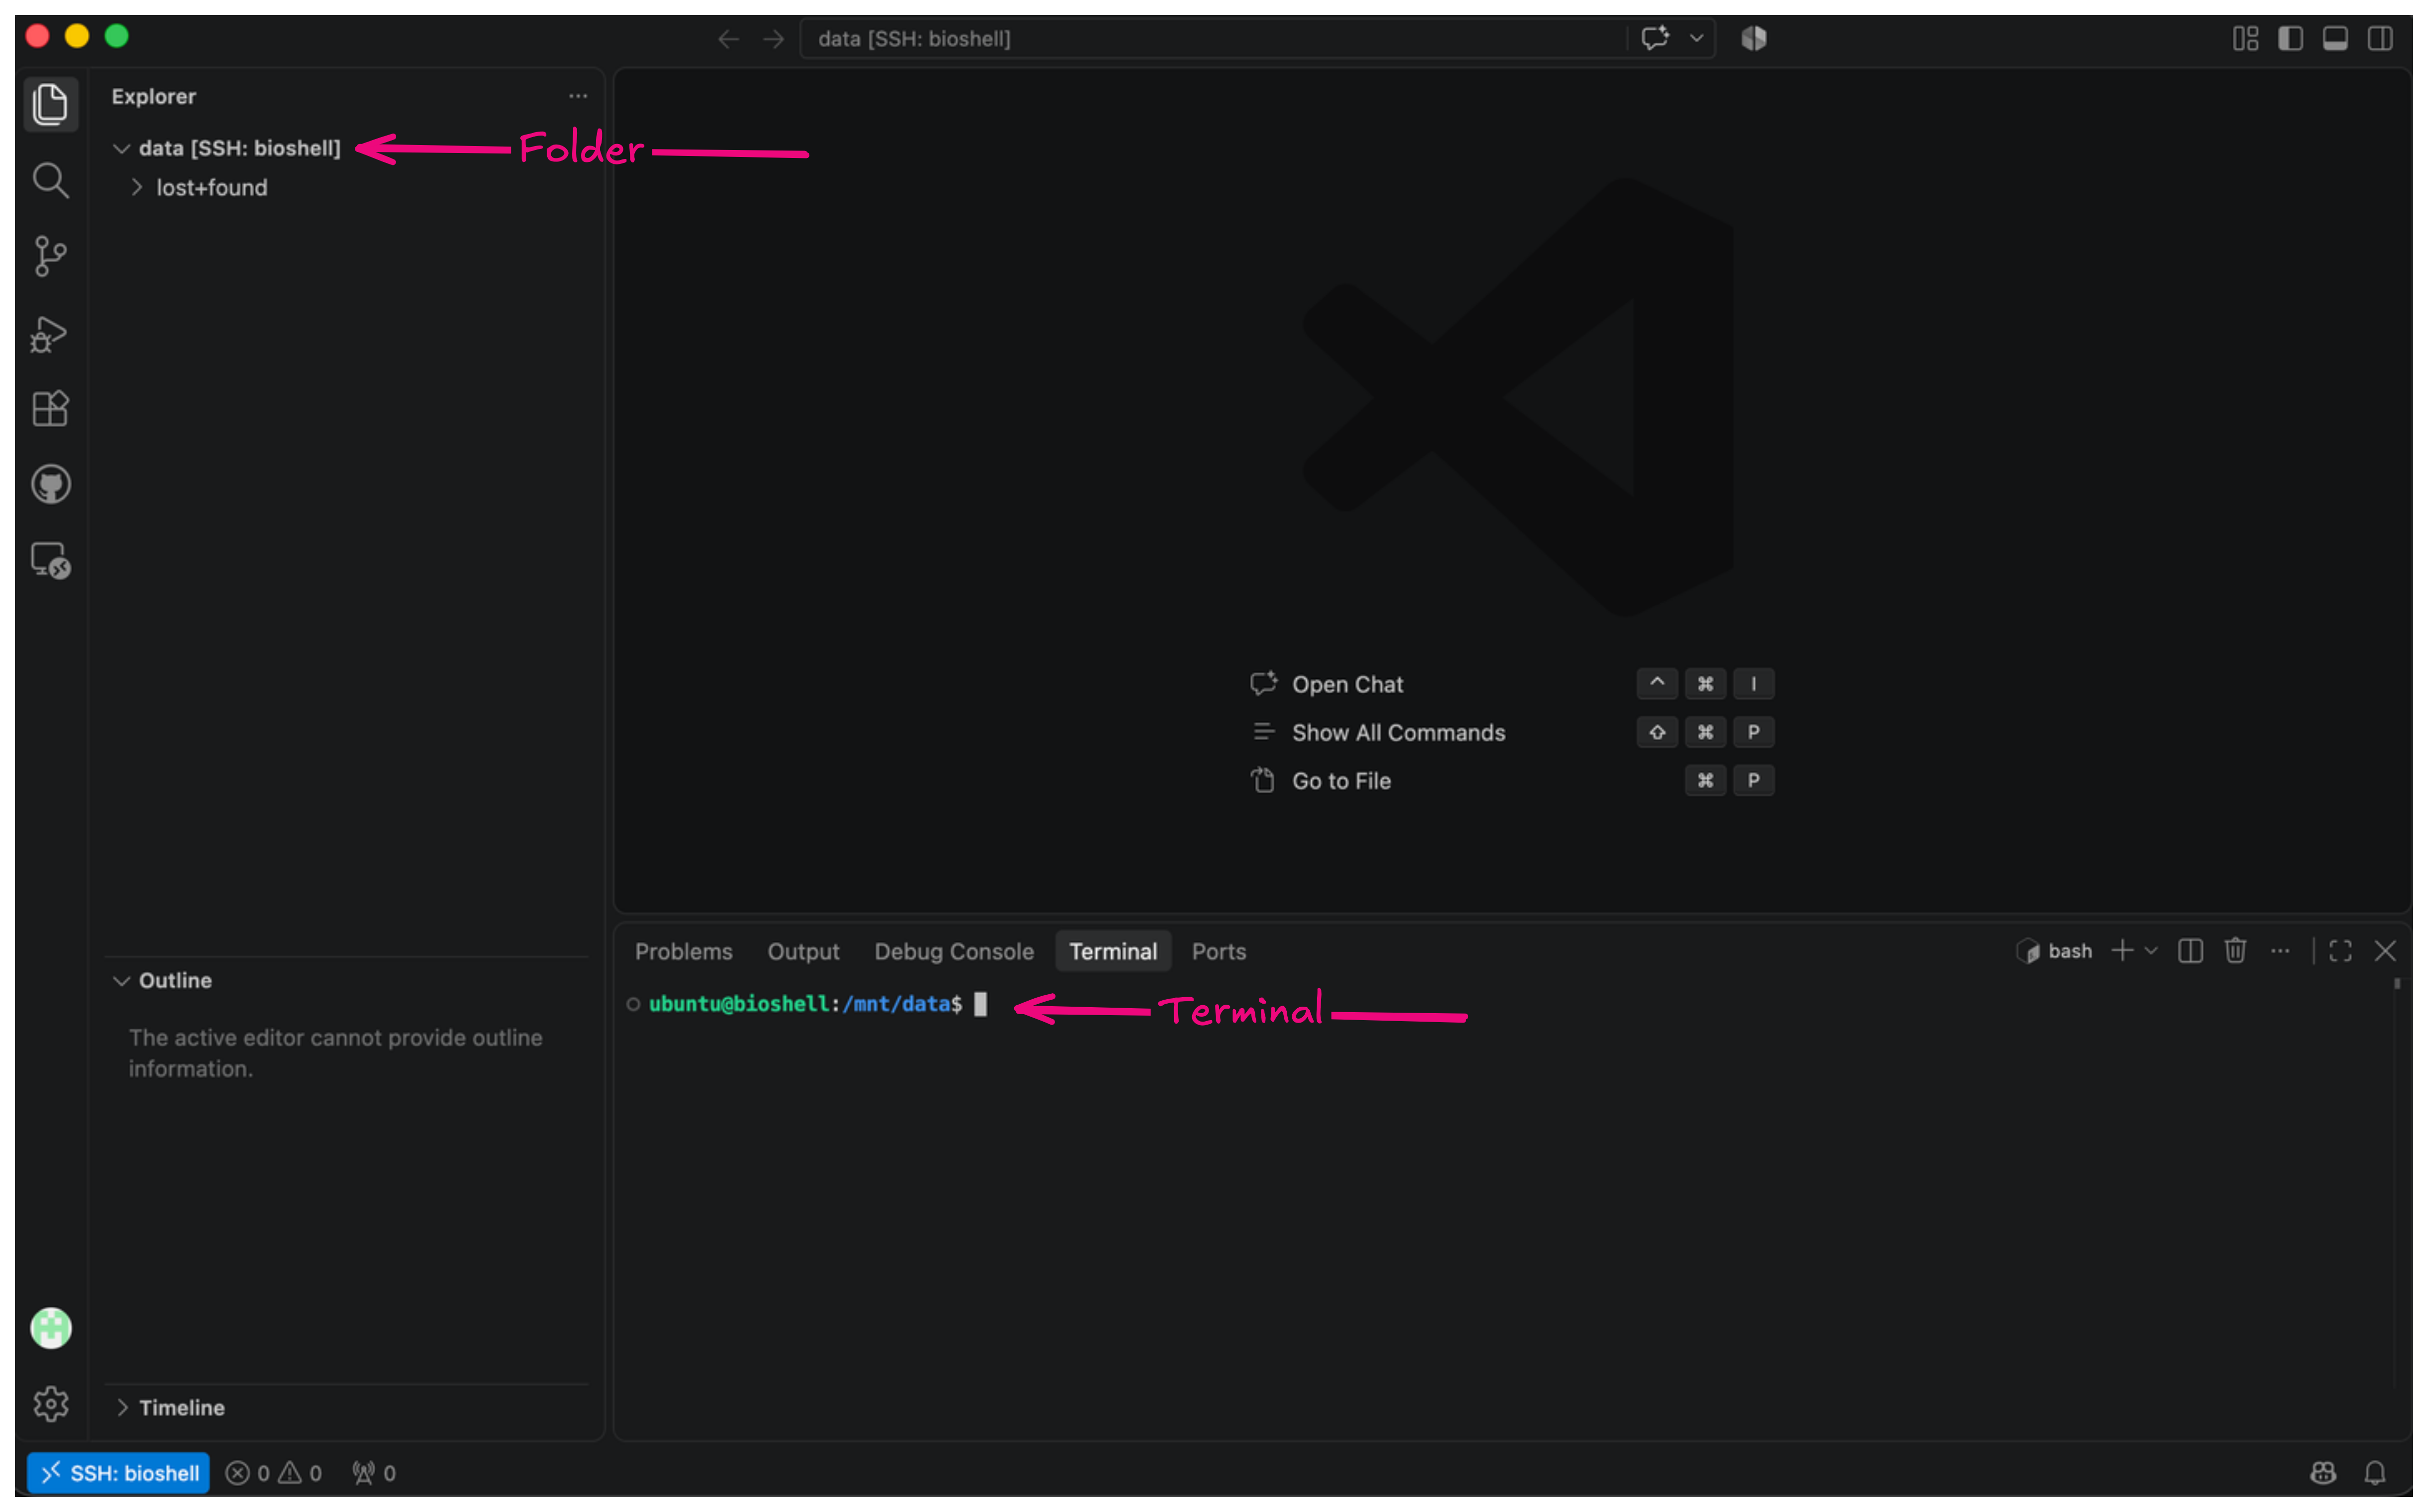 data [SSH: bioshell]
Explorer
data [SSH: bioshell]
Folder
lost+found
Open Chat ^ ⌘ I
Show All Commands ⇧ ⌘ P
Go to File ⌘ P
Problems Output Debug Console Terminal Ports bash
ubuntu@bioshell:/mnt/data$
Terminal
Outline
The active editor cannot provide outline
information.
Timeline
SSH: bioshell 0 0 0